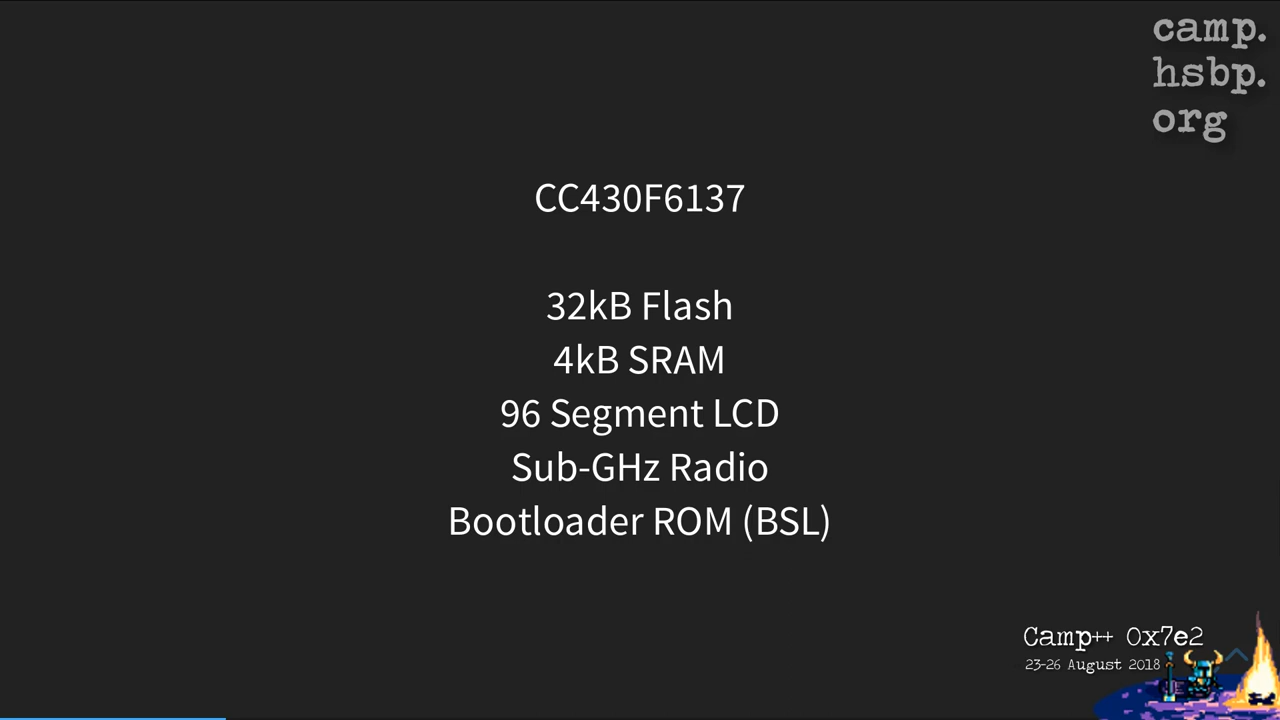 camp.
hsbp.
org
CC430F6137
32kB Flash
4kB SRAM
96 Segment LCD
Sub-GHz Radio
Bootloader ROM (BSL)
Camp++ 0x7e2
23-26 August 2018